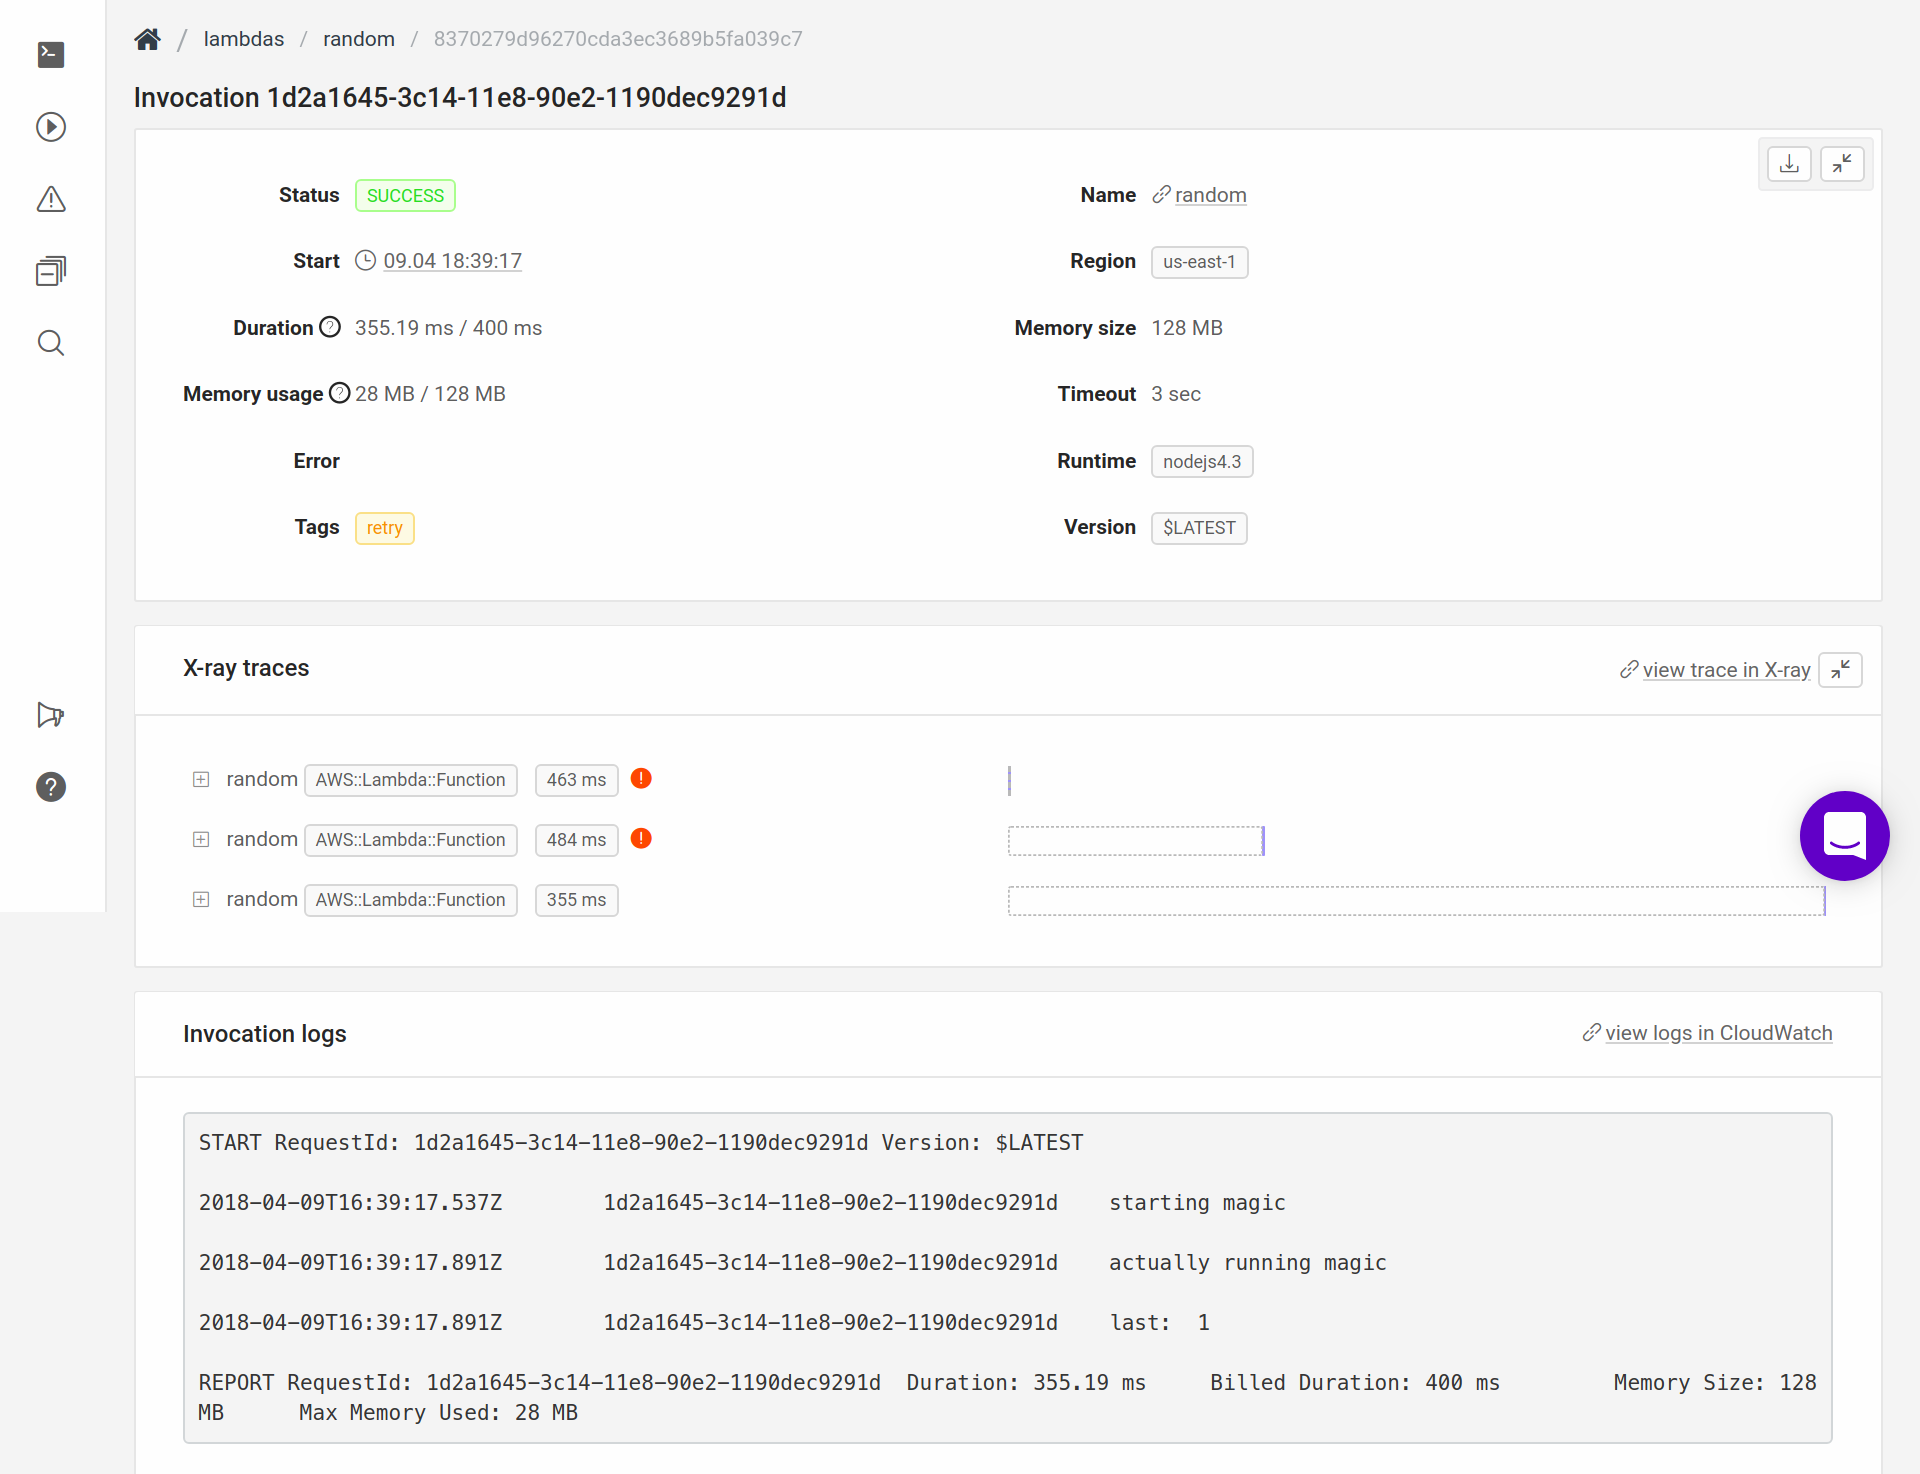 / lambdas / random / 8370279d96270cda3ec3689b5fa039c7
Invocation 1d2a1645-3c14-11e8-90e2-1190dec9291d
Status SUCCESS Name random
Start 09.04 18:39:17 Region us-east-1
Duration ? 355.19 ms / 400 ms Memory size 128 MB
Memory usage ? 28 MB / 128 MB Timeout 3 sec
Error Runtime nodejs4.3
Tags retry Version $LATEST
X-ray traces view trace in X-ray
random AWS::Lambda::Function 463 ms !
random AWS::Lambda::Function 484 ms !
random AWS::Lambda::Function 355 ms
Invocation logs view logs in CloudWatch
START RequestId: 1d2a1645-3c14-11e8-90e2-1190dec9291d Version: $LATEST
2018-04-09T16:39:17.537Z 1d2a1645-3c14-11e8-90e2-1190dec9291d starting magic
2018-04-09T16:39:17.891Z 1d2a1645-3c14-11e8-90e2-1190dec9291d actually running magic
2018-04-09T16:39:17.891Z 1d2a1645-3c14-11e8-90e2-1190dec9291d last: 1
REPORT RequestId: 1d2a1645-3c14-11e8-90e2-1190dec9291d Duration: 355.19 ms Billed Duration: 400 ms Memory Size: 128
MB Max Memory Used: 28 MB